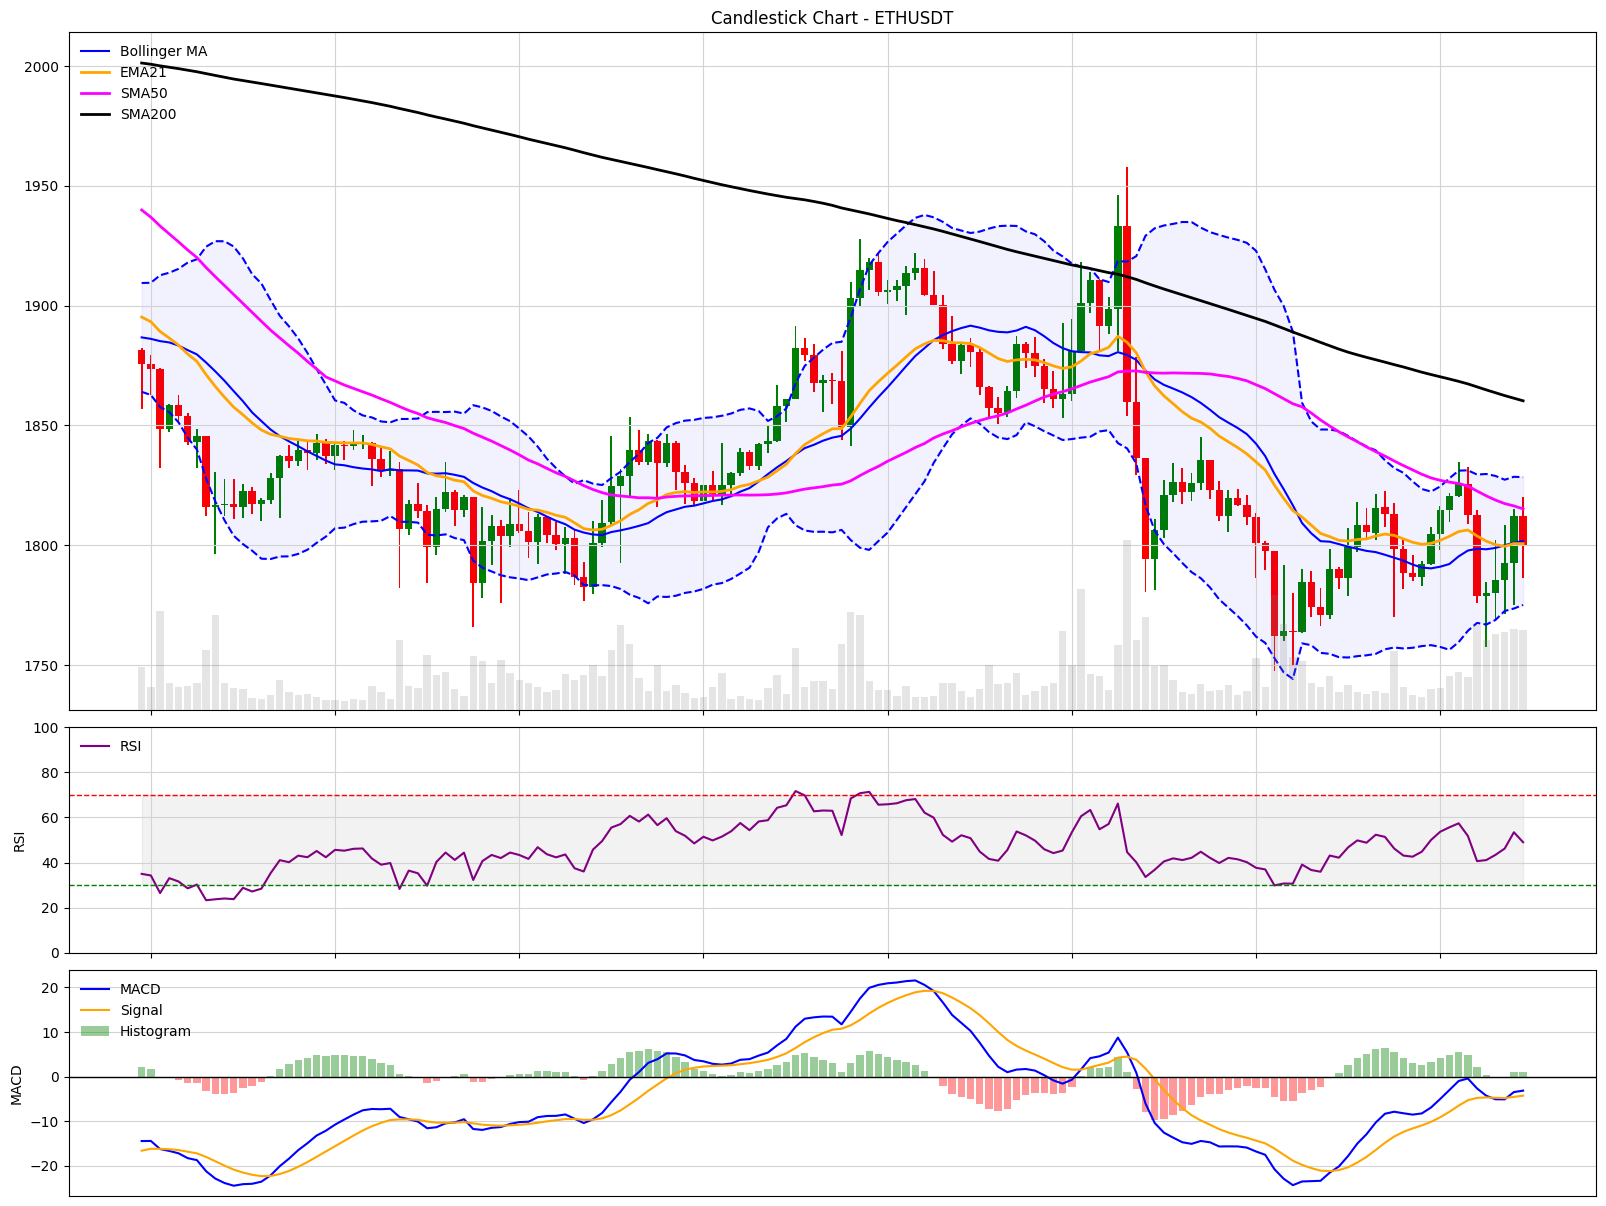 Candlestick Chart - ETHUSDT
Bollinger MA
EMA21
SMA50
SMA200
2000
1950
1900
1850
1800
1750
RSI
100
80
60
40
20
0
RSI
MACD
Signal
Histogram
20
10
0
−10
−20
MACD